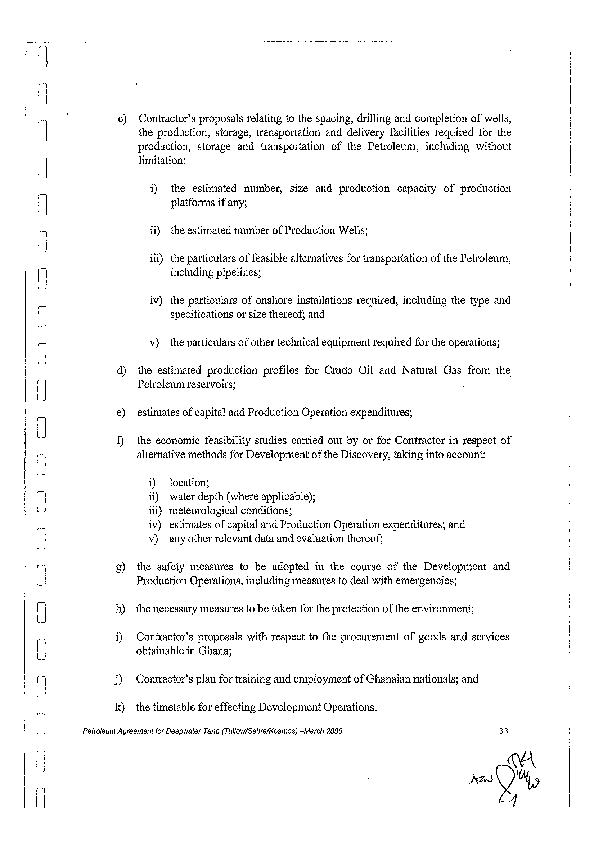 c) Contractor's proposals relating to the spacing, drilling and completion of wells,
the production, storage, transportation and delivery facilities required for the
production, storage and transportation of the Petroleum, including without
limitation:
i) the estimated number, size and production capacity of production
platforms if any;
ii) the estimated number of Production Wells;
iii) the particulars of feasible alternatives for transportation of the Petroleum,
including pipelines;
iv) the particulars of onshore installations required, including the type and
specifications or size thereof; and
v) the particulars of other technical equipment required for the operations;
d) the estimated production profiles for Crude Oil and Natural Gas from the
Petroleum reservoirs;
e) estimates of capital and Production Operation expenditures;
f) the economic feasibility studies carried out by or for Contractor in respect of
alternative methods for Development of the Discovery, taking into account:
i) location;
ii) water depth (where applicable);
iii) meteorological conditions;
iv) estimates of capital and Production Operation expenditures; and
v) any other relevant data and evaluation thereof;
g) the safety measures to be adopted in the course of the Development and
Production Operations, including measures to deal with emergencies;
h) the necessary measures to be taken for the protection of the environment;
i) Contractor's proposals with respect to the procurement of goods and services
obtainable in Ghana;
j) Contractor's plan for training and employment of Ghanaian nationals; and
k) the timetable for effecting Development Operations.
Petroleum Agreement for Deepwater Tano (Tullow/Sabre/Kosmos) –March 2006
33